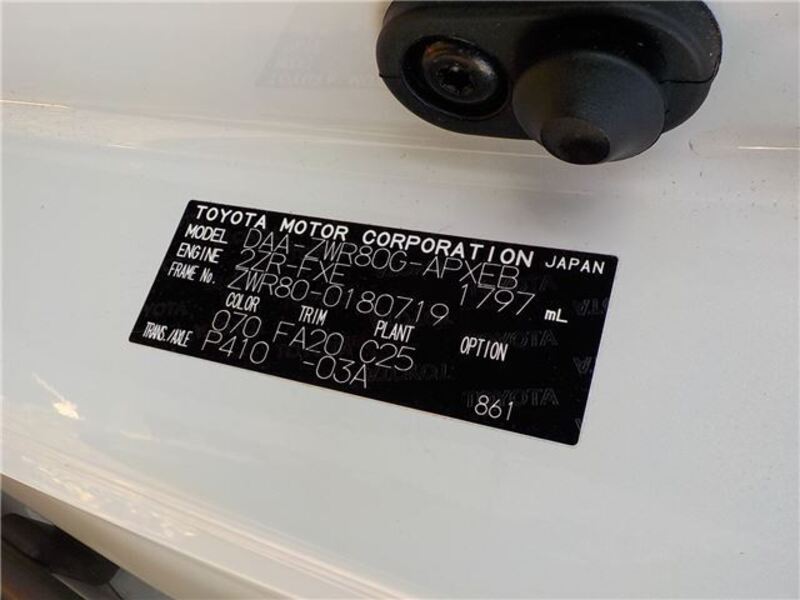 TOYOTA MOTOR CORPORATION JAPAN
MODEL DAA-ZWR80G-APXEB
ENGINE 2ZR-FXE 1797 mL
FRAME No. ZWR80-0180719
COLOR TRIM PLANT OPTION
070 FA20 C25
TRANS./AXLE P410 -03A
861